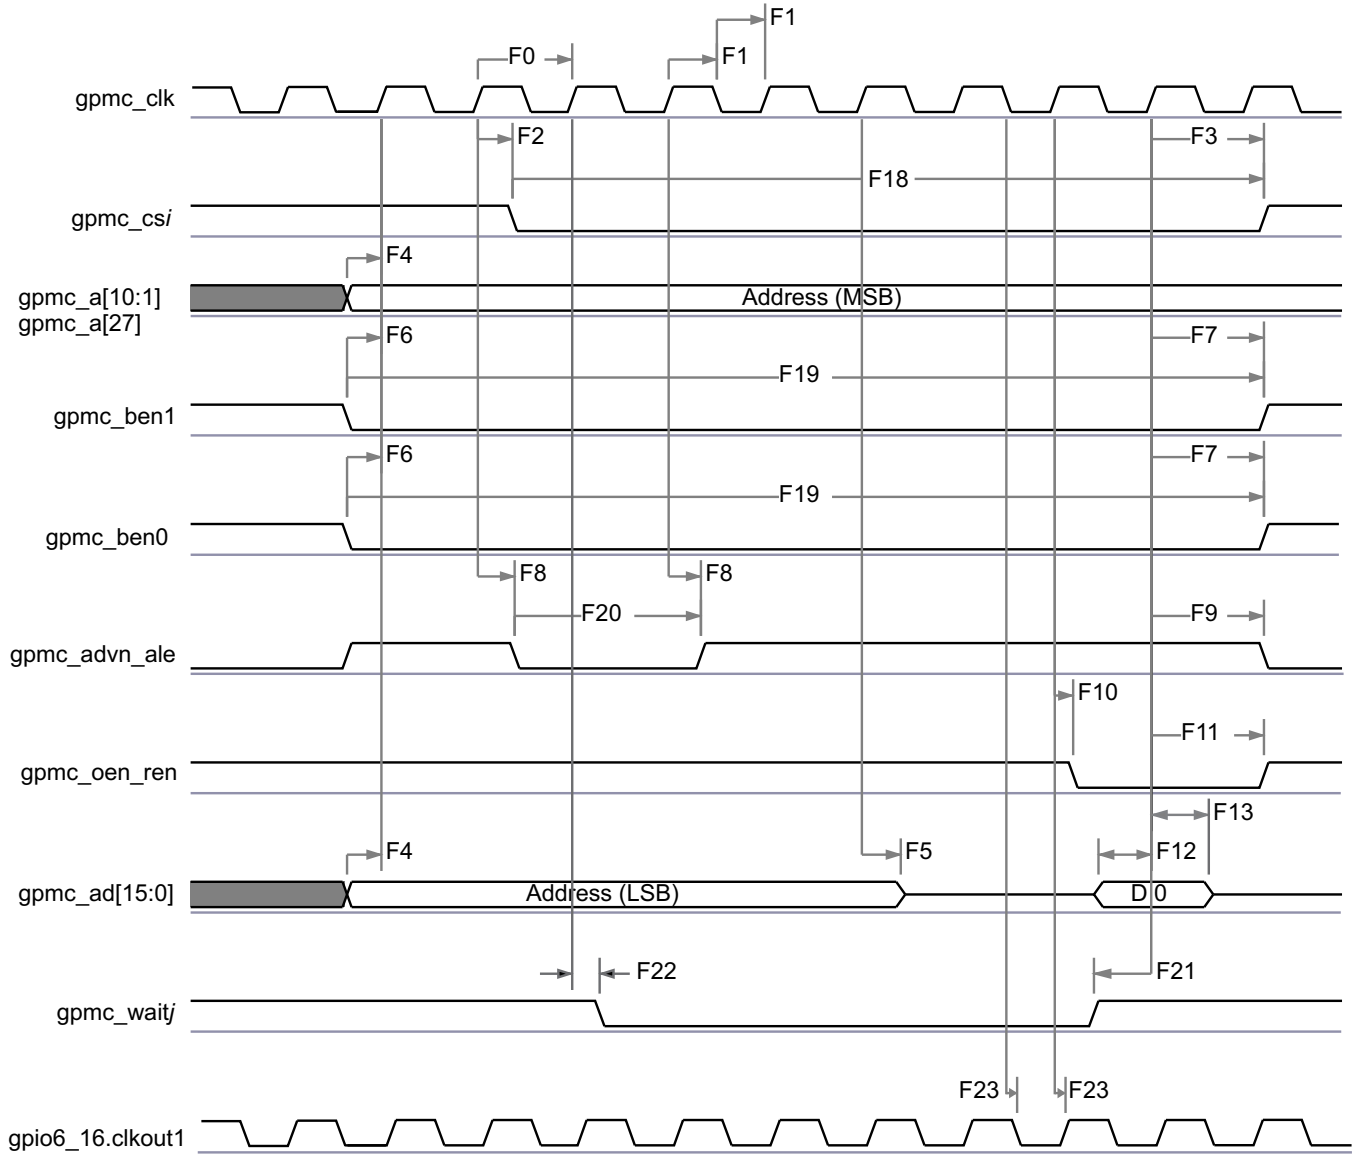 F1
F0
F1
gpmc_clk
F2
F3
F18
gpmc_csi
F4
gpmc_a[10:1]
Address (MSB)
gpmc_a[27]
F6
F7
F19
gpmc_ben1
F6
F7
F19
gpmc_ben0
F8
F8
F20
F9
gpmc_advn_ale
F10
F11
gpmc_oen_ren
F13
F4
F5
F12
gpmc_ad[15:0]
Address (LSB)
D 0
F22
F21
gpmc_waitj
F23
F23
gpio6_16.clkout1